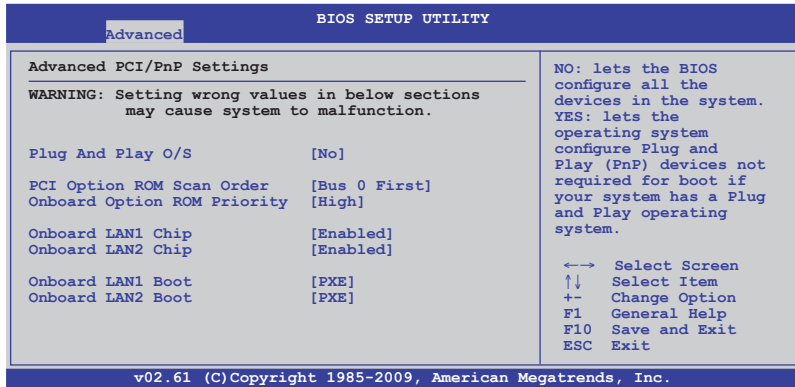 BIOS SETUP UTILITY
Advanced
Advanced PCI/PnP Settings
WARNING: Setting wrong values in below sections
may cause system to malfunction.
Plug And Play O/S [No]
PCI Option ROM Scan Order [Bus 0 First]
Onboard Option ROM Priority [High]
Onboard LAN1 Chip [Enabled]
Onboard LAN2 Chip [Enabled]
Onboard LAN1 Boot [PXE]
Onboard LAN2 Boot [PXE]
NO: lets the BIOS
configure all the
devices in the system.
YES: lets the
operating system
configure Plug and
Play (PnP) devices not
required for boot if
your system has a Plug
and Play operating
system.
←→ Select Screen
↑↓ Select Item
+- Change Option
F1 General Help
F10 Save and Exit
ESC Exit
v02.61 (C)Copyright 1985-2009, American Megatrends, Inc.